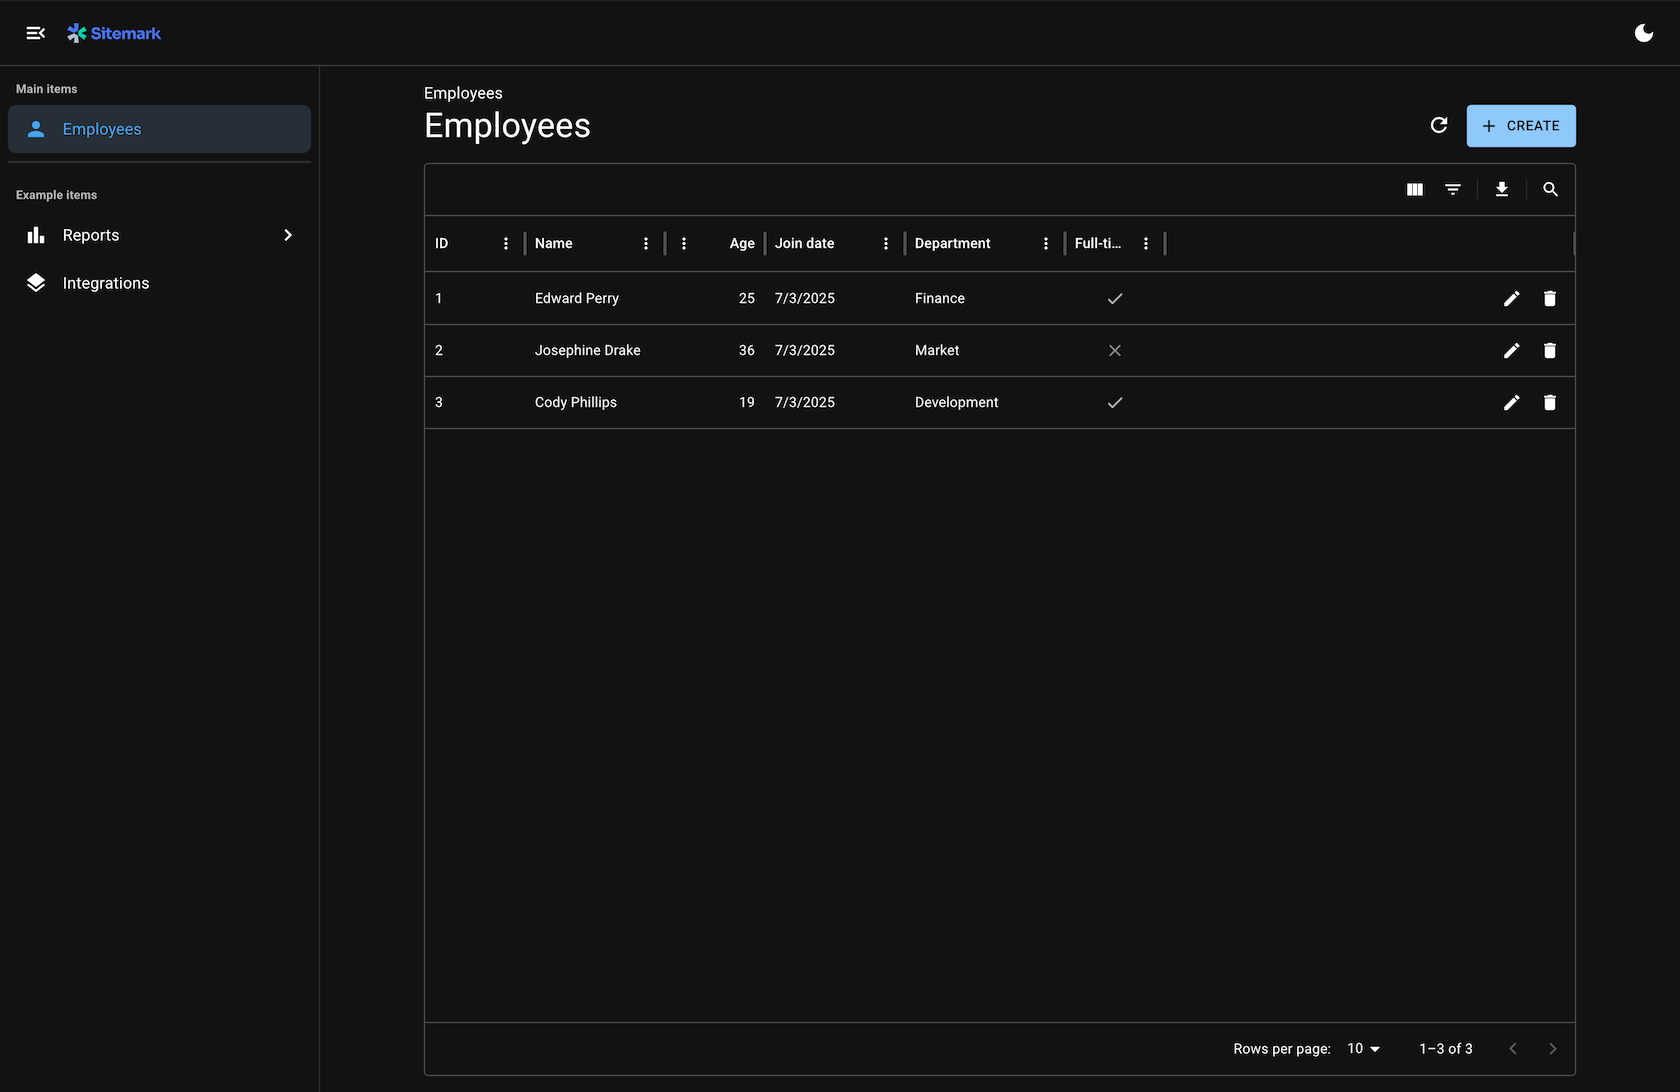 Sitemark
Main items
Employees
Example items
Reports
Integrations
Employees
Employees
CREATE
ID Name Age Join date Department Full-ti...
1 Edward Perry 25 7/3/2025 Finance
2 Josephine Drake 36 7/3/2025 Market
3 Cody Phillips 19 7/3/2025 Development
Rows per page: 10 1–3 of 3